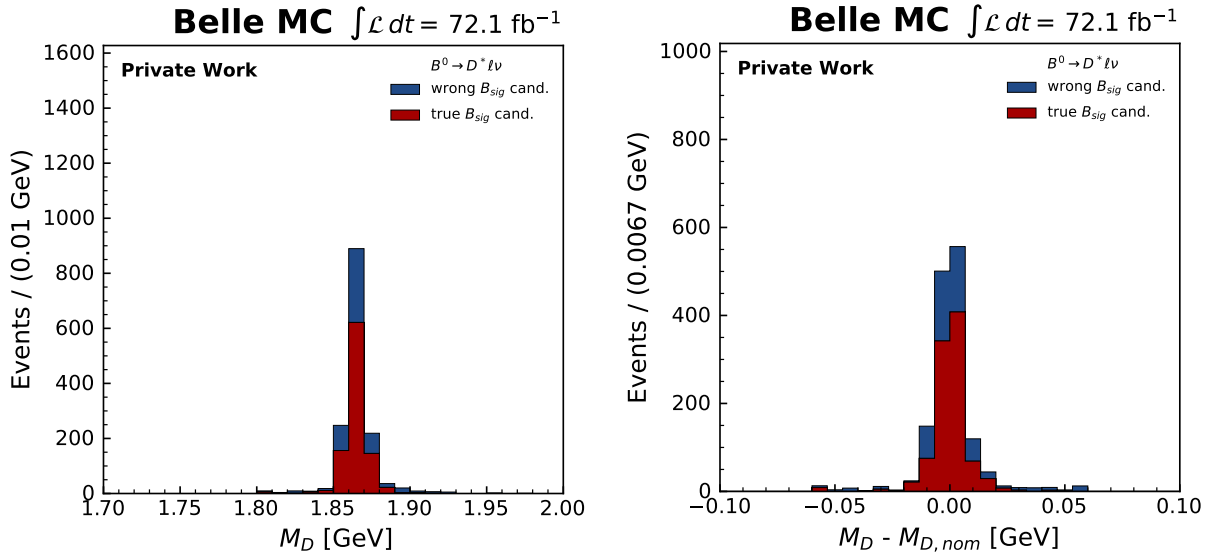 Belle MC ∫ℒ dt = 72.1 fb⁻¹
Private Work
B⁰ → D*ℓν
wrong B_sig cand.
true B_sig cand.
Events / (0.01 GeV)
1600
1400
1200
1000
800
600
400
200
0
1.70 1.75 1.80 1.85 1.90 1.95 2.00
M_D [GeV]
Belle MC ∫ℒ dt = 72.1 fb⁻¹
Private Work
B⁰ → D*ℓν
wrong B_sig cand.
true B_sig cand.
Events / (0.0067 GeV)
1000
800
600
400
200
0
−0.10 −0.05 0.00 0.05 0.10
M_D - M_D, nom [GeV]